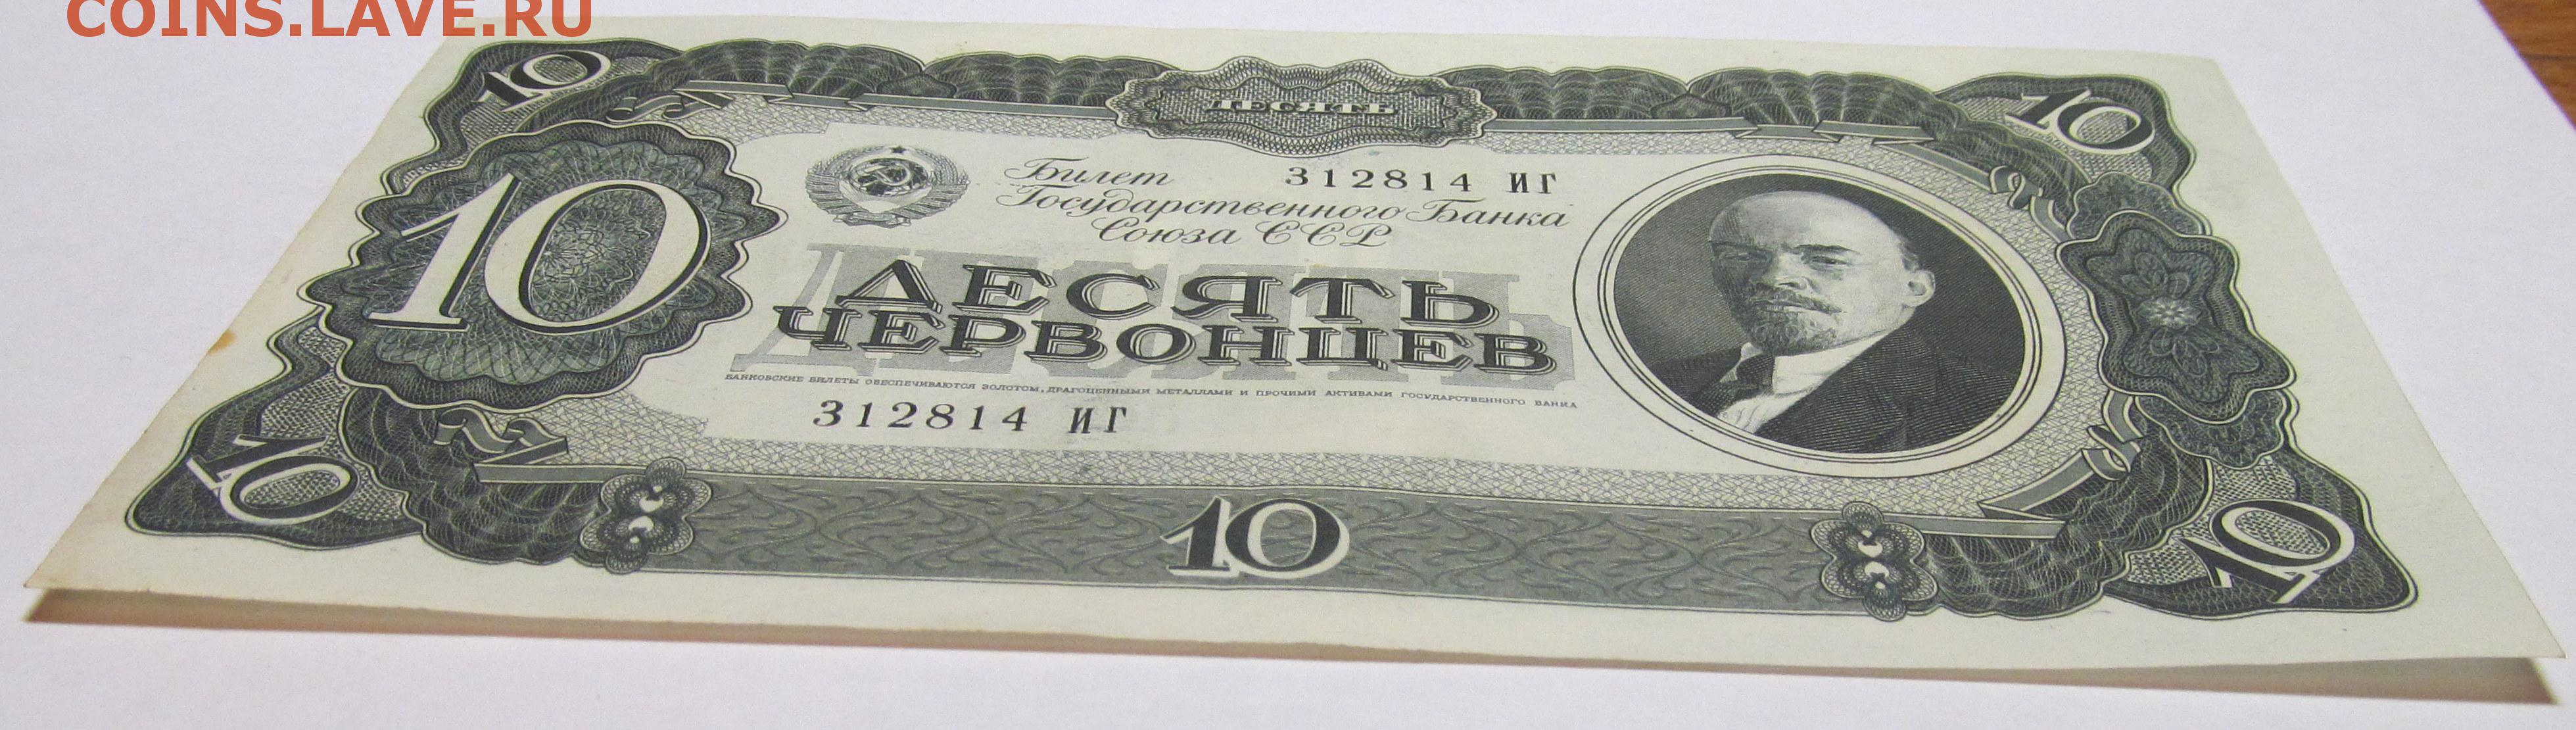 COINS.LAVE.RU
10
ДЕСЯТЬ
10
10
Билет 312814 ИГ
Государственного Банка
Союза ССР
ДЕСЯТЬ
ЧЕРВОНЦЕВ
БАНКОВСКИЕ БИЛЕТЫ ОБЕСПЕЧИВАЮТСЯ ЗОЛОТОМ, ДРАГОЦЕННЫМИ МЕТАЛЛАМИ И ПРОЧИМИ АКТИВАМИ ГОСУДАРСТВЕННОГО БАНКА
312814 ИГ
10
10
10